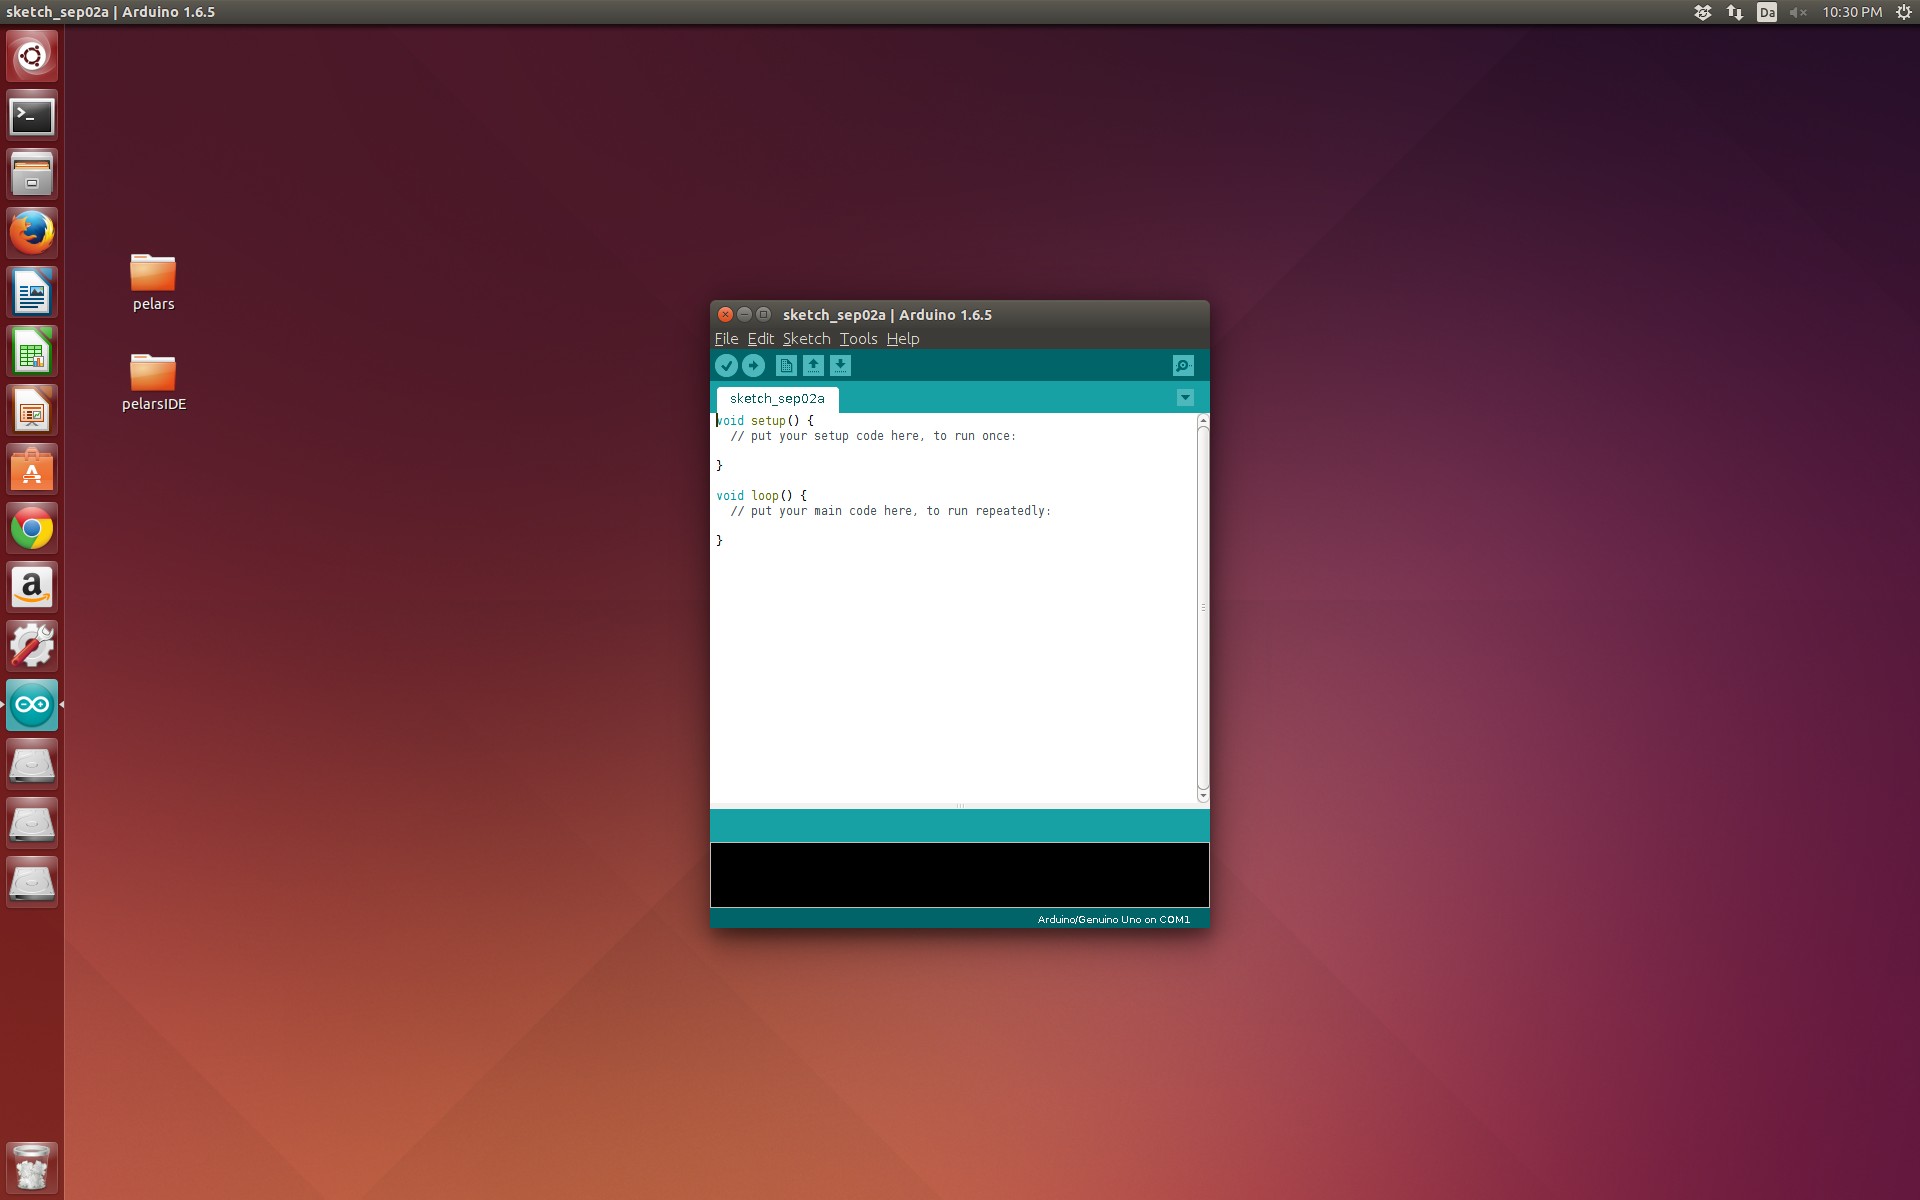 sketch_sep02a | Arduino 1.6.5
Da
10:30 PM
pelars
pelarsIDE
sketch_sep02a | Arduino 1.6.5
File Edit Sketch Tools Help
sketch_sep02a
void setup() {
  // put your setup code here, to run once:
}
void loop() {
  // put your main code here, to run repeatedly:
}
Arduino/Genuino Uno on COM1